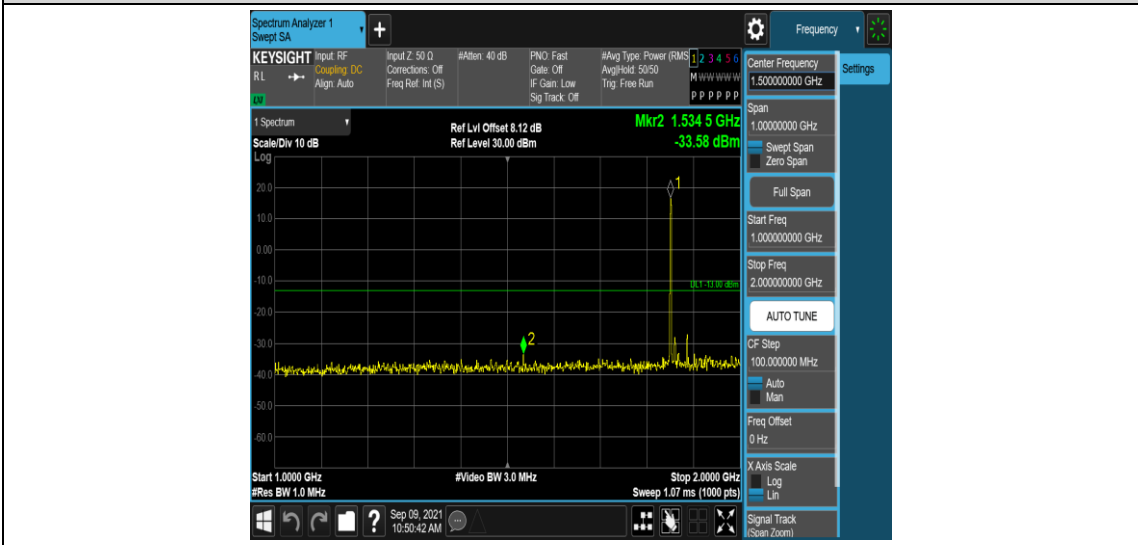 Spectrum Analyzer 1
Swept SA
+
Frequency
KEYSIGHT
Input: RF
Input Z: 50 Ω
#Atten: 40 dB
PNO: Fast
#Avg Type: Power (RMS
1 2 3 4 5 6
R L
Coupling: DC
Corrections: Off
Gate: Off
Avg|Hold: 50/50
M W W W W W
Align: Auto
Freq Ref: Int (S)
IF Gain: Low
Trig: Free Run
Sig Track: Off
P P P P P P
LXI
1 Spectrum
Ref Lvl Offset 8.12 dB
Mkr2 1.534 5 GHz
Scale/Div 10 dB
Ref Level 30.00 dBm
-33.58 dBm
Log
1
20.0
10.0
0.00
-10.0
DL1 -13.00 dBm
-20.0
-30.0
2
-40.0
-50.0
-60.0
Start 1.0000 GHz
#Video BW 3.0 MHz
Stop 2.0000 GHz
#Res BW 1.0 MHz
Sweep 1.07 ms (1000 pts)
?
Sep 09, 2021
10:50:42 AM
Center Frequency
1.500000000 GHz
Settings
Span
1.00000000 GHz
Swept Span
Zero Span
Full Span
Start Freq
1.000000000 GHz
Stop Freq
2.000000000 GHz
AUTO TUNE
CF Step
100.000000 MHz
Auto
Man
Freq Offset
0 Hz
X Axis Scale
Log
Lin
Signal Track
(Span Zoom)